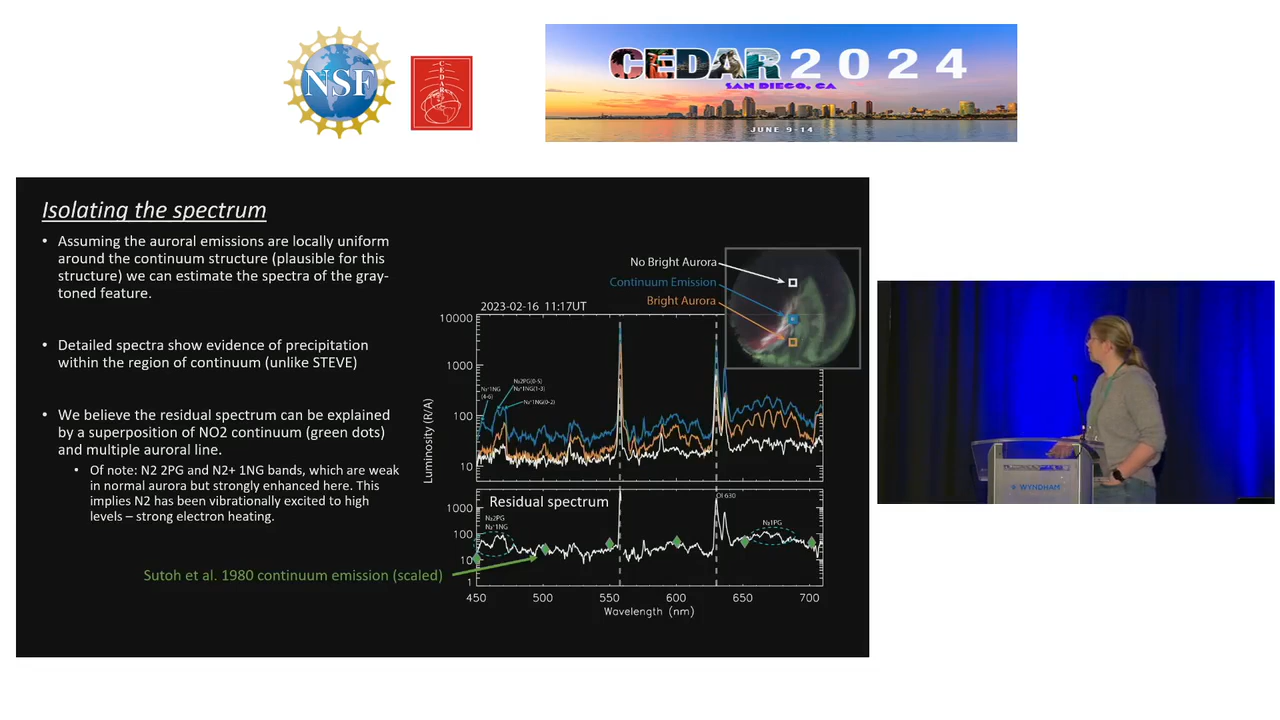 NSF
CEDAR
CEDAR 2024
SAN DIEGO, CA
JUNE 9-14
Isolating the spectrum
• Assuming the auroral emissions are locally uniform
around the continuum structure (plausible for this
structure) we can estimate the spectra of the gray-
toned feature.
• Detailed spectra show evidence of precipitation
within the region of continuum (unlike STEVE)
• We believe the residual spectrum can be explained
by a superposition of NO2 continuum (green dots)
and multiple auroral line.
• Of note: N2 2PG and N2+ 1NG bands, which are weak
in normal aurora but strongly enhanced here. This
implies N2 has been vibrationally excited to high
levels – strong electron heating.
Sutoh et al. 1980 continuum emission (scaled)
No Bright Aurora
Continuum Emission
Bright Aurora
2023-02-16 11:17UT
10000
1000
100
10
N₂⁺1NG
(4-6)
N₂2PG(0-5)
N₂⁺1NG(1-3)
N₂⁺1NG(0-2)
Luminosity (R/A)
Residual spectrum
OI 630
1000
100
10
1
N₂2PG
N₂⁺1NG
N₂1PG
450 500 550 600 650 700
Wavelength (nm)
WYNDHAM